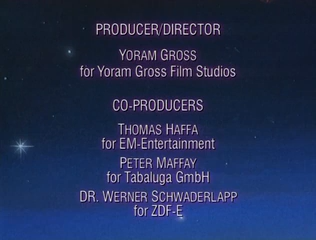 PRODUCER/DIRECTOR
YORAM GROSS
for Yoram Gross Film Studios
CO-PRODUCERS
THOMAS HAFFA
for EM-Entertainment
PETER MAFFAY
for Tabaluga GmbH
DR. WERNER SCHWADERLAPP
for ZDF-E